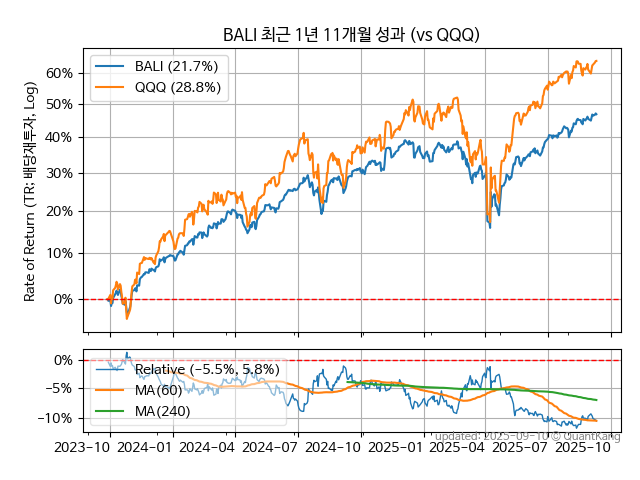 BALI 최근 1년 11개월 성과 (vs QQQ)
BALI (21.7%)
QQQ (28.8%)
Rate of Return (TR: 배당재투자, Log)
60%
50%
40%
30%
20%
10%
0%
Relative (−5.5%, 5.8%)
MA(60)
MA(240)
0%
−5%
−10%
2023-10 2024-01 2024-04 2024-07 2024-10 2025-01 2025-04 2025-07 2025-10
updated: 2025-09-10 © QuantKang